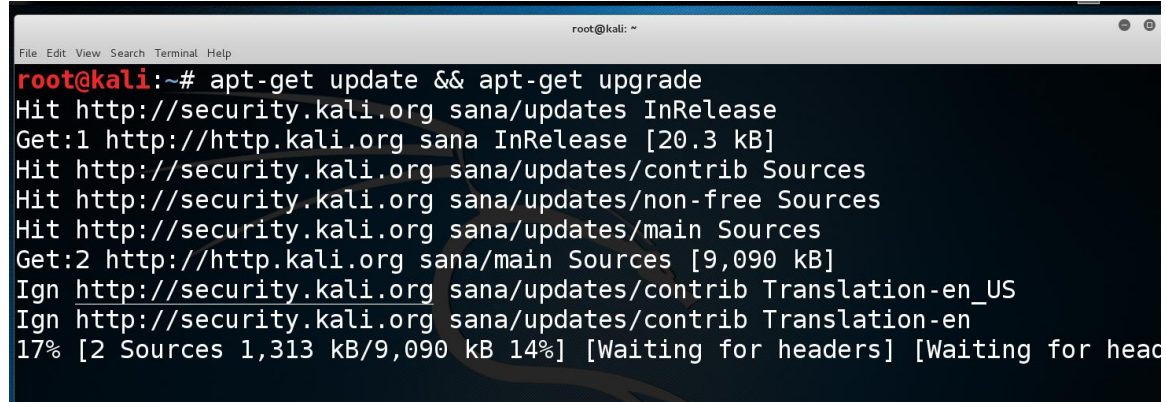 root@kali: ~
File Edit View Search Terminal Help
root@kali:~# apt-get update && apt-get upgrade
Hit http://security.kali.org sana/updates InRelease
Get:1 http://http.kali.org sana InRelease [20.3 kB]
Hit http://security.kali.org sana/updates/contrib Sources
Hit http://security.kali.org sana/updates/non-free Sources
Hit http://security.kali.org sana/updates/main Sources
Get:2 http://http.kali.org sana/main Sources [9,090 kB]
Ign http://security.kali.org sana/updates/contrib Translation-en_US
Ign http://security.kali.org sana/updates/contrib Translation-en
17% [2 Sources 1,313 kB/9,090 kB 14%] [Waiting for headers] [Waiting for head